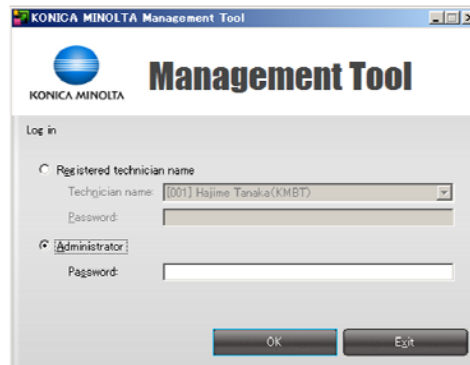 KONICA MINOLTA Management Tool
KONICA MINOLTA
Management Tool
Log in
Registered technician name
Technician name: [001] Hajime Tanaka(KMBT)
Password:
Administrator
Password:
OK Exit